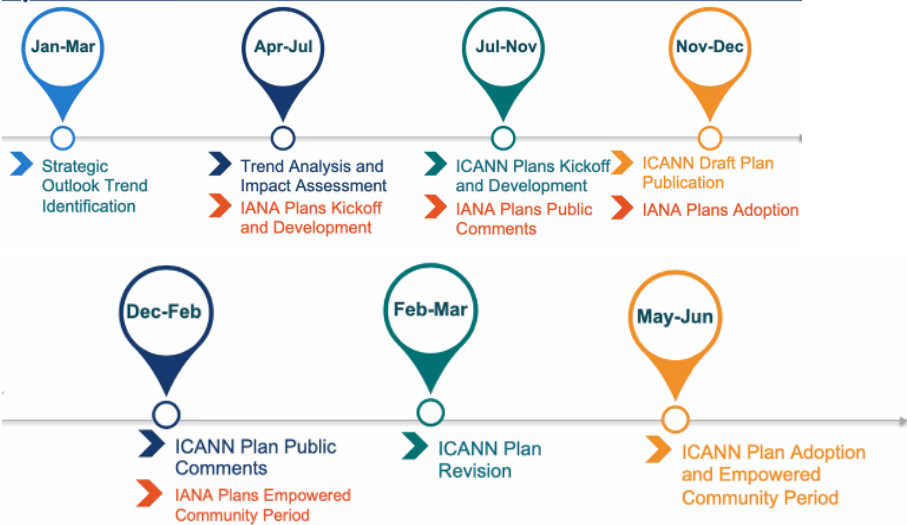 Jan-Mar
Apr-Jul
Jul-Nov
Nov-Dec
Strategic
Outlook Trend
Identification
Trend Analysis and
Impact Assessment
IANA Plans Kickoff
and Development
ICANN Plans Kickoff
and Development
IANA Plans Public
Comments
ICANN Draft Plan
Publication
IANA Plans Adoption
Dec-Feb
Feb-Mar
May-Jun
ICANN Plan Public
Comments
IANA Plans Empowered
Community Period
ICANN Plan
Revision
ICANN Plan Adoption
and Empowered
Community Period